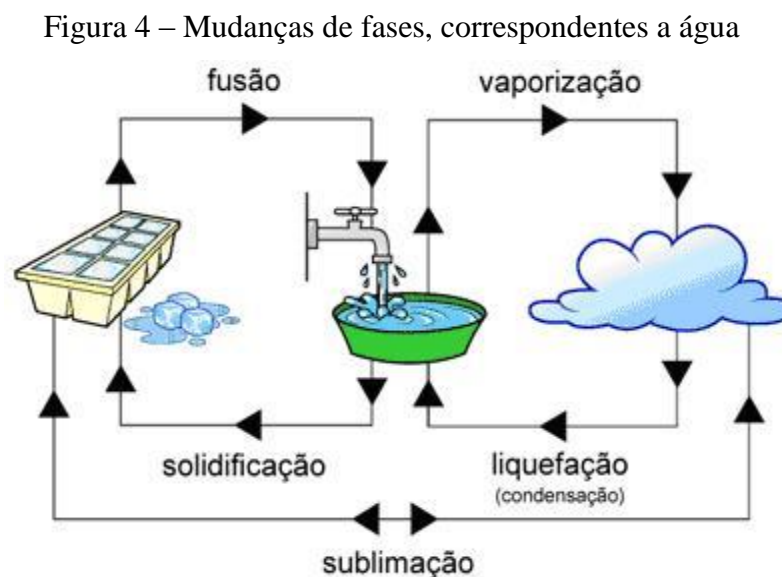 Figura 4 – Mudanças de fases, correspondentes a água
fusão
vaporização
solidificação
liquefação
(condensação)
sublimação